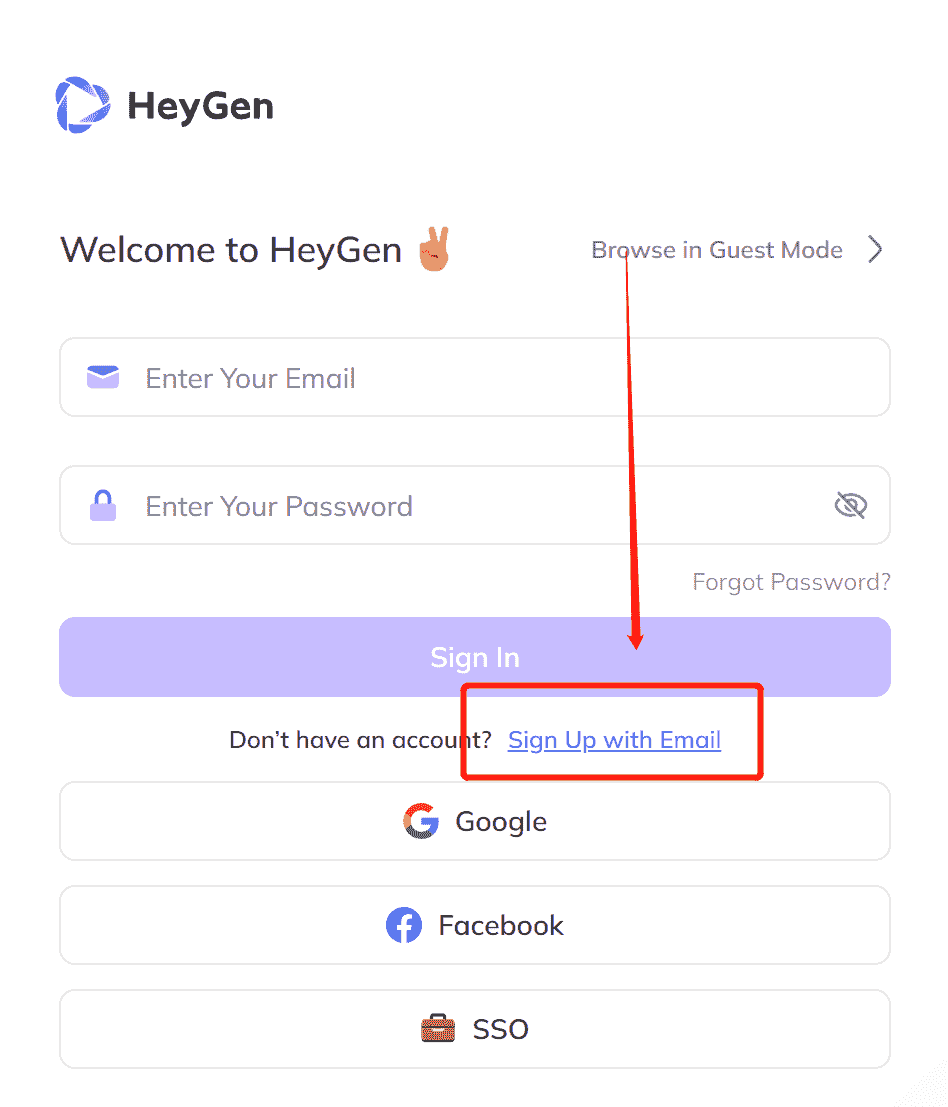 HeyGen
Welcome to HeyGen ✌
Browse in Guest Mode
Enter Your Email
Enter Your Password
Forgot Password?
Sign In
Don’t have an account? Sign Up with Email
Google
Facebook
SSO